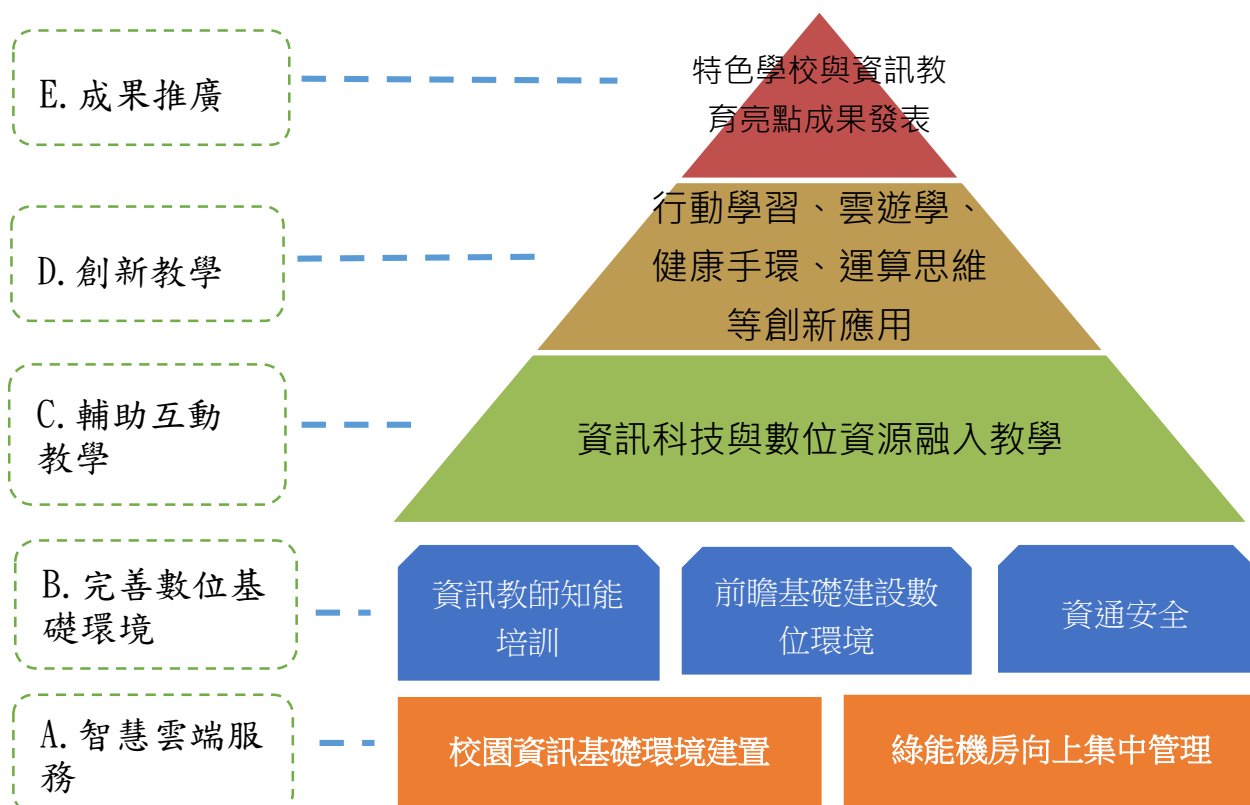 E. 成果推廣
特色學校與資訊教
育亮點成果發表
D. 創新教學
行動學習、雲遊學、
健康手環、運算思維
等創新應用
C. 輔助互動
教學
資訊科技與數位資源融入教學
B. 完善數位基
礎環境
資訊教師知能
培訓
前瞻基礎建設數
位環境
資通安全
A. 智慧雲端服
務
校園資訊基礎環境建置
綠能機房向上集中管理